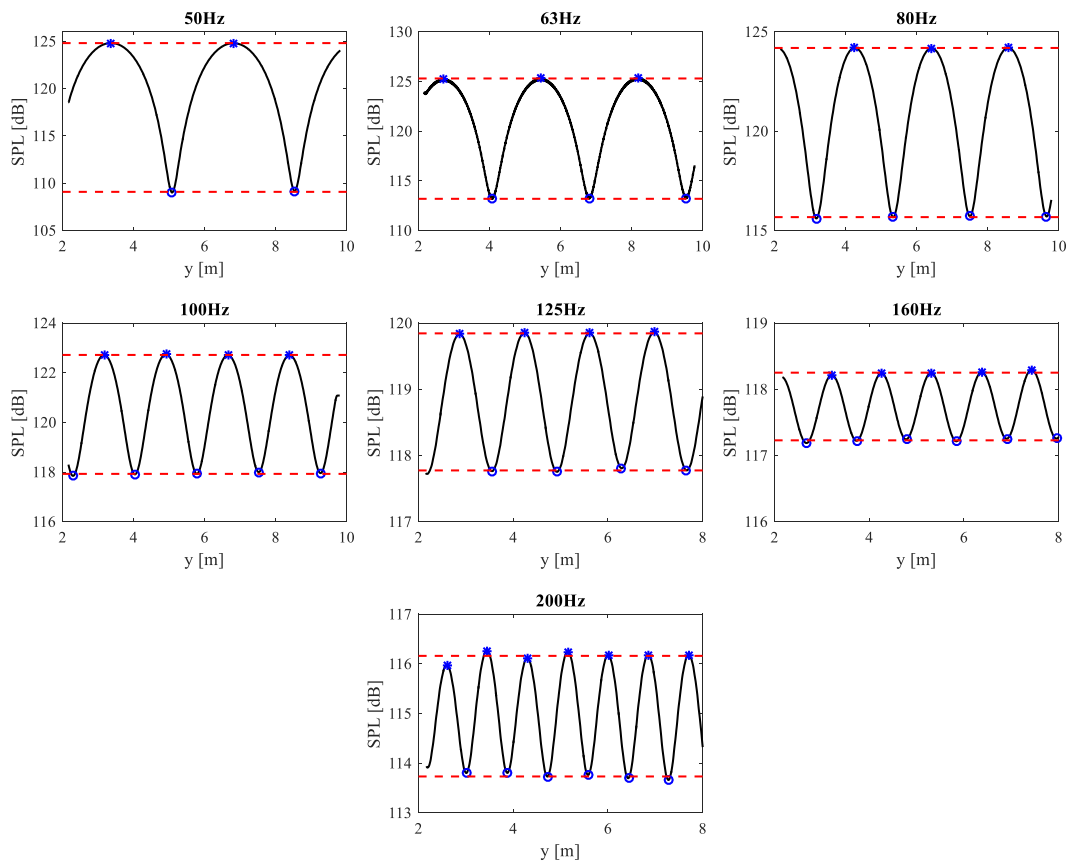 50Hz
SPL [dB]
125
120
115
110
105
2 4 6 8 10
y [m]
63Hz
SPL [dB]
130
125
120
115
110
2 4 6 8 10
y [m]
80Hz
SPL [dB]
125
120
115
2 4 6 8 10
y [m]
100Hz
SPL [dB]
124
122
120
118
116
2 4 6 8 10
y [m]
125Hz
SPL [dB]
120
119
118
117
2 4 6 8
y [m]
160Hz
SPL [dB]
119
118
117
116
2 4 6 8
y [m]
200Hz
SPL [dB]
117
116
115
114
113
2 4 6 8
y [m]